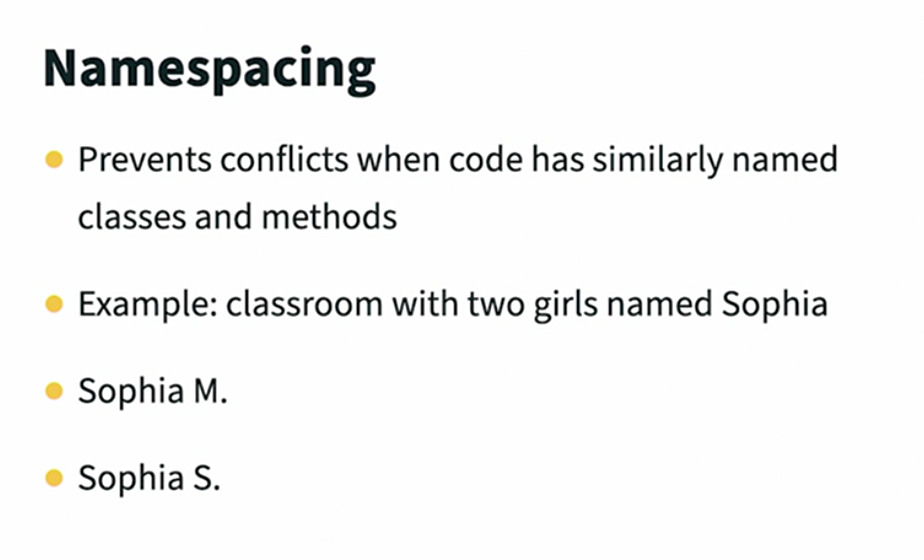 Namespacing
Prevents conflicts when code has similarly named
classes and methods
Example: classroom with two girls named Sophia
Sophia M.
Sophia S.